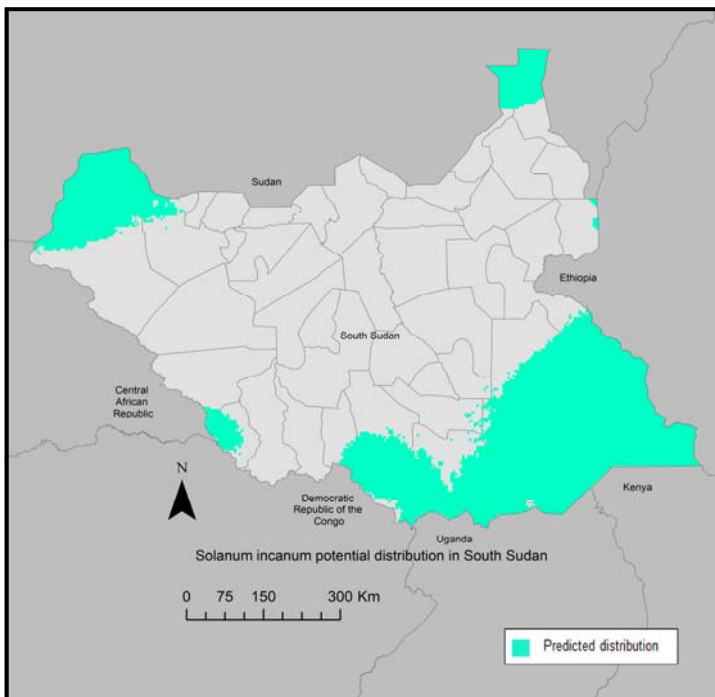 Sudan
Ethiopia
South Sudan
Central
African
Republic
N
Democratic
Republic of the
Congo
Kenya
Uganda
Solanum incanum potential distribution in South Sudan
0 75 150 300 Km
Predicted distribution